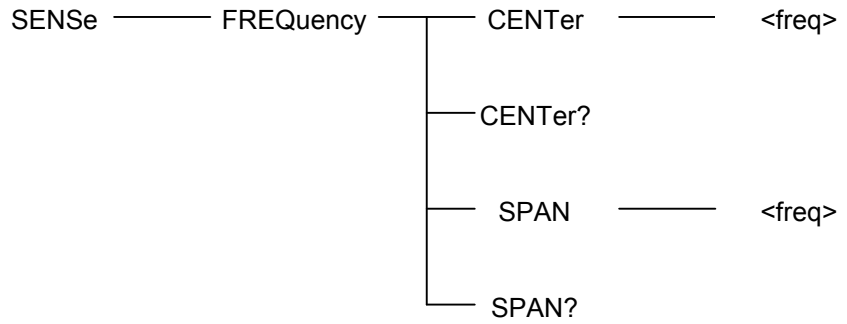 SENSe FREQuency CENTer <freq>
CENTer?
SPAN <freq>
SPAN?